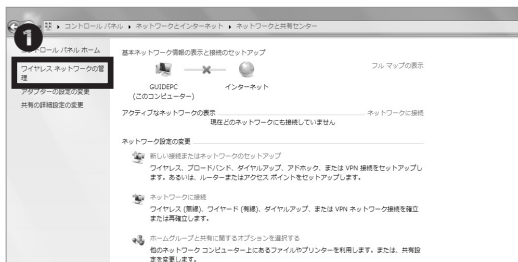 1
コントロール パネル ▸ ネットワークとインターネット ▸ ネットワークと共有センター
コントロール パネル ホーム
ワイヤレス ネットワークの管
理
アダプターの設定の変更
共有の詳細設定の変更
基本ネットワーク情報の表示と接続のセットアップ
フル マップの表示
GUIDEPC
(このコンピューター)
インターネット
アクティブなネットワークの表示
ネットワークに接続
現在どのネットワークにも接続していません
ネットワーク設定の変更
新しい接続またはネットワークのセットアップ
ワイヤレス、ブロードバンド、ダイヤルアップ、アドホック、または VPN 接続をセットアップし
ます。あるいは、ルーターまたはアクセス ポイントをセットアップします。
ネットワークに接続
ワイヤレス (無線)、ワイヤード (有線)、ダイヤルアップ、または VPN ネットワーク接続を確立
または再確立します。
ホームグループと共有に関するオプションを選択する
他のネットワーク コンピューター上にあるファイルやプリンターを利用します。または、共有設
定を変更します。